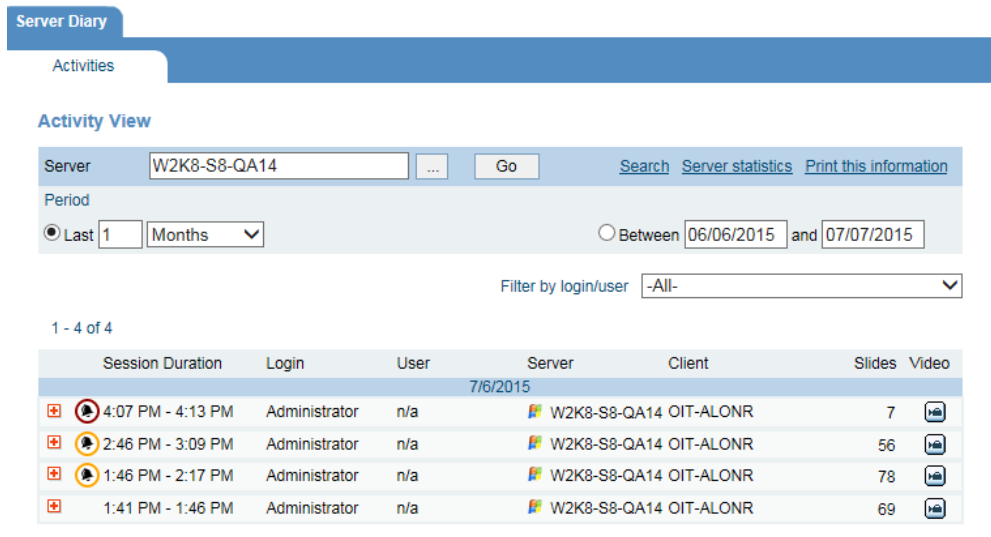 Server Diary
Activities
Activity View
Server W2K8-S8-QA14 ... Go Search Server statistics Print this information
Period
Last 1 Months Between 06/06/2015 and 07/07/2015
Filter by login/user -All-
1 - 4 of 4
Session Duration Login User Server Client Slides Video
7/6/2015
4:07 PM - 4:13 PM Administrator n/a W2K8-S8-QA14 OIT-ALONR 7
2:46 PM - 3:09 PM Administrator n/a W2K8-S8-QA14 OIT-ALONR 56
1:46 PM - 2:17 PM Administrator n/a W2K8-S8-QA14 OIT-ALONR 78
1:41 PM - 1:46 PM Administrator n/a W2K8-S8-QA14 OIT-ALONR 69